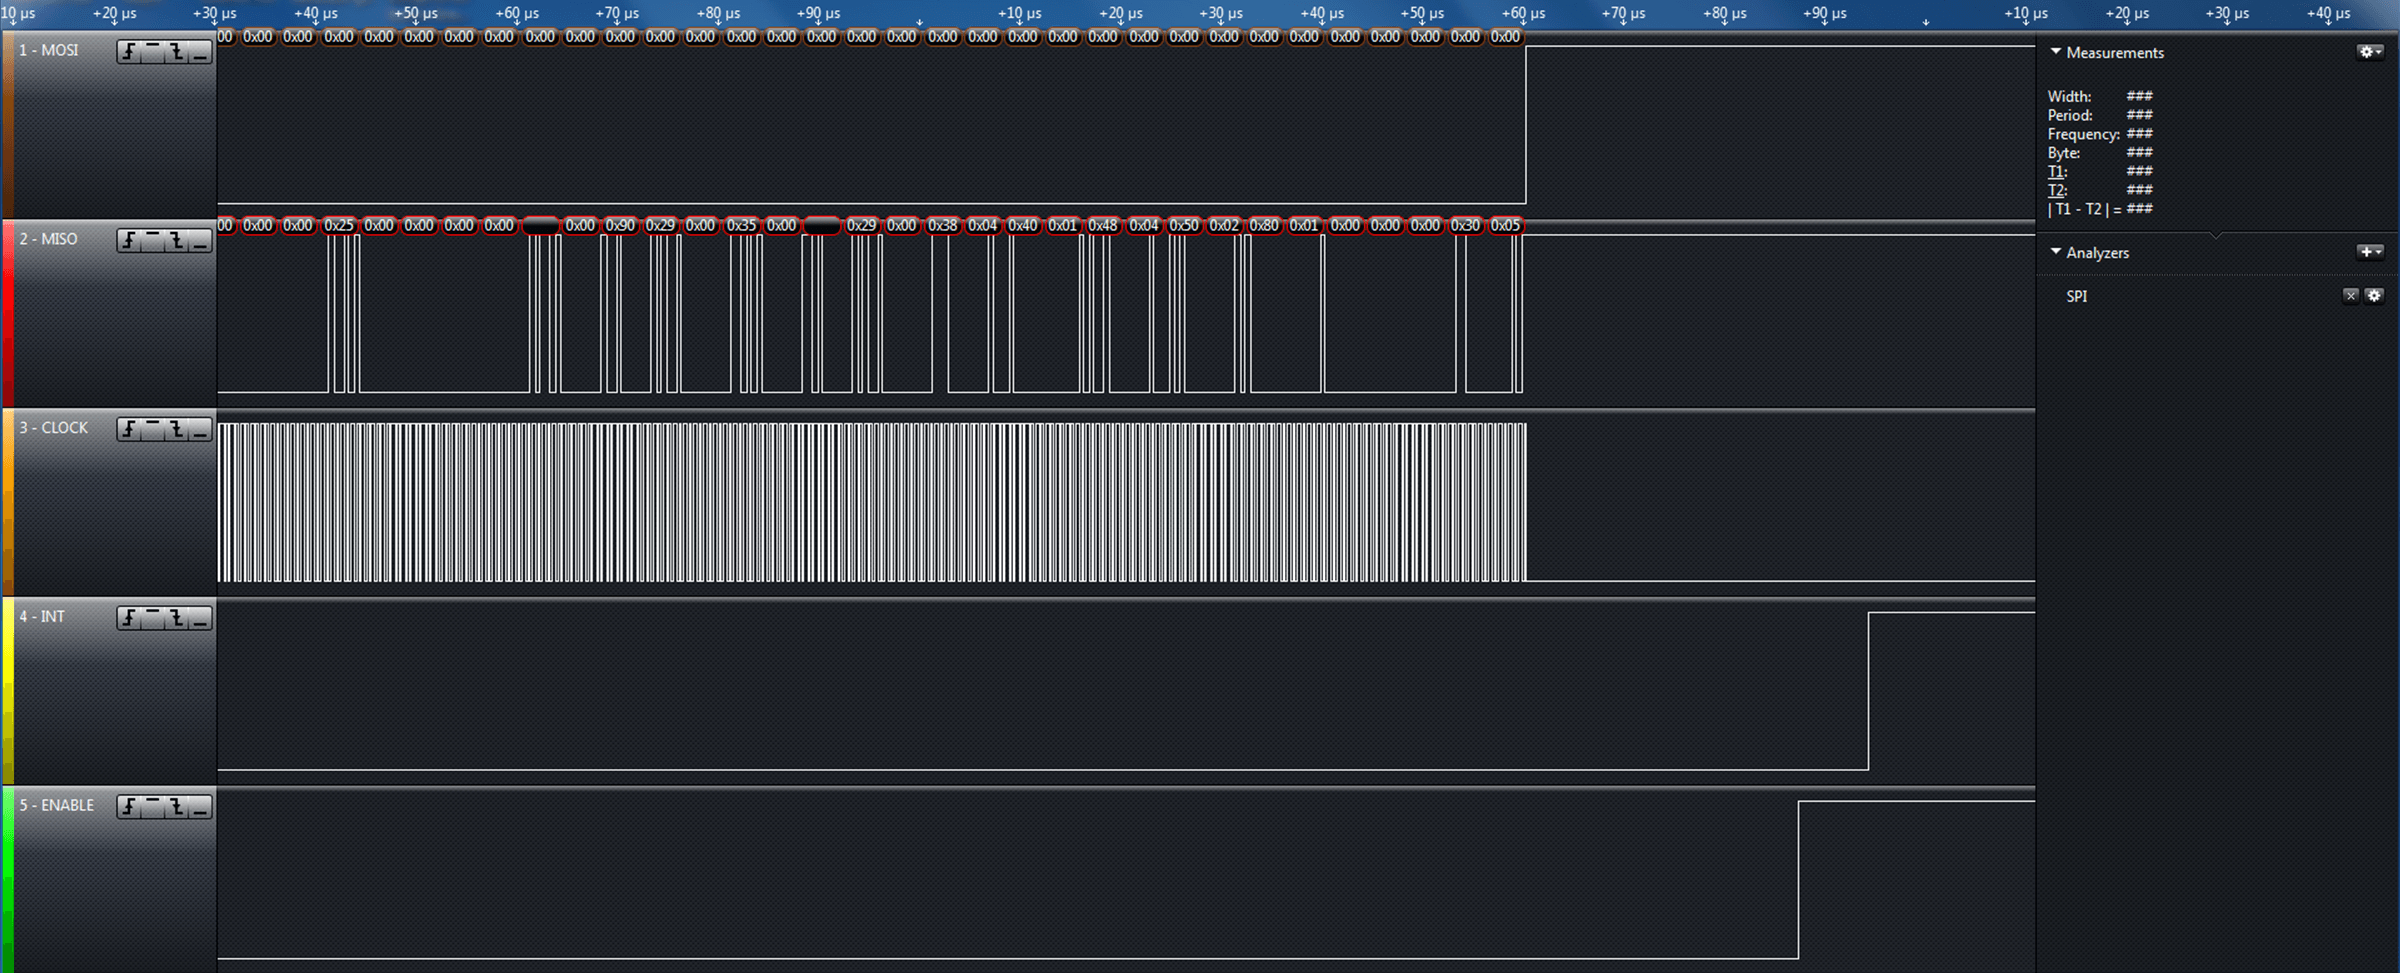 10 µs +20 µs +30 µs +40 µs +50 µs +60 µs +70 µs +80 µs +90 µs +10 µs +20 µs +30 µs +40 µs +50 µs +60 µs +70 µs +80 µs +90 µs +10 µs +20 µs +30 µs +40 µs
00 0x00 0x00 0x00 0x00 0x00 0x00 0x00 0x00 0x00 0x00 0x00 0x00 0x00 0x00 0x00 0x00 0x00 0x00 0x00 0x00 0x00 0x00 0x00 0x00 0x00 0x00 0x00 0x00 0x00 0x00 0x00 0x00
1 - MOSI
00 0x00 0x00 0x25 0x00 0x00 0x00 0x00 0x00 0x90 0x29 0x00 0x35 0x00 0x29 0x00 0x38 0x04 0x40 0x01 0x48 0x04 0x50 0x02 0x80 0x01 0x00 0x00 0x00 0x30 0x05
2 - MISO
3 - CLOCK
4 - INT
5 - ENABLE
Measurements
Width: ###
Period: ###
Frequency: ###
Byte: ###
T1: ###
T2: ###
| T1 - T2 | = ###
Analyzers
SPI